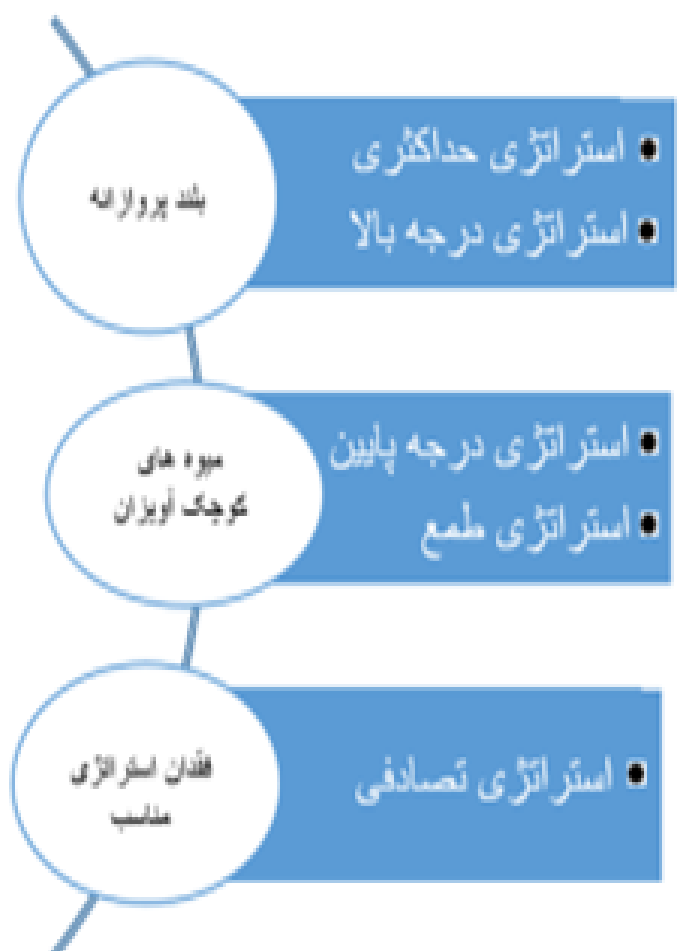 بلند پروازانه
• استراتژی حداکثری
• استراتژی درجه بالا
میوه های
کوچک آویزان
• استراتژی درجه پایین
• استراتژی طمع
فقدان استراتژی
مناسب
• استراتژی تصادفی